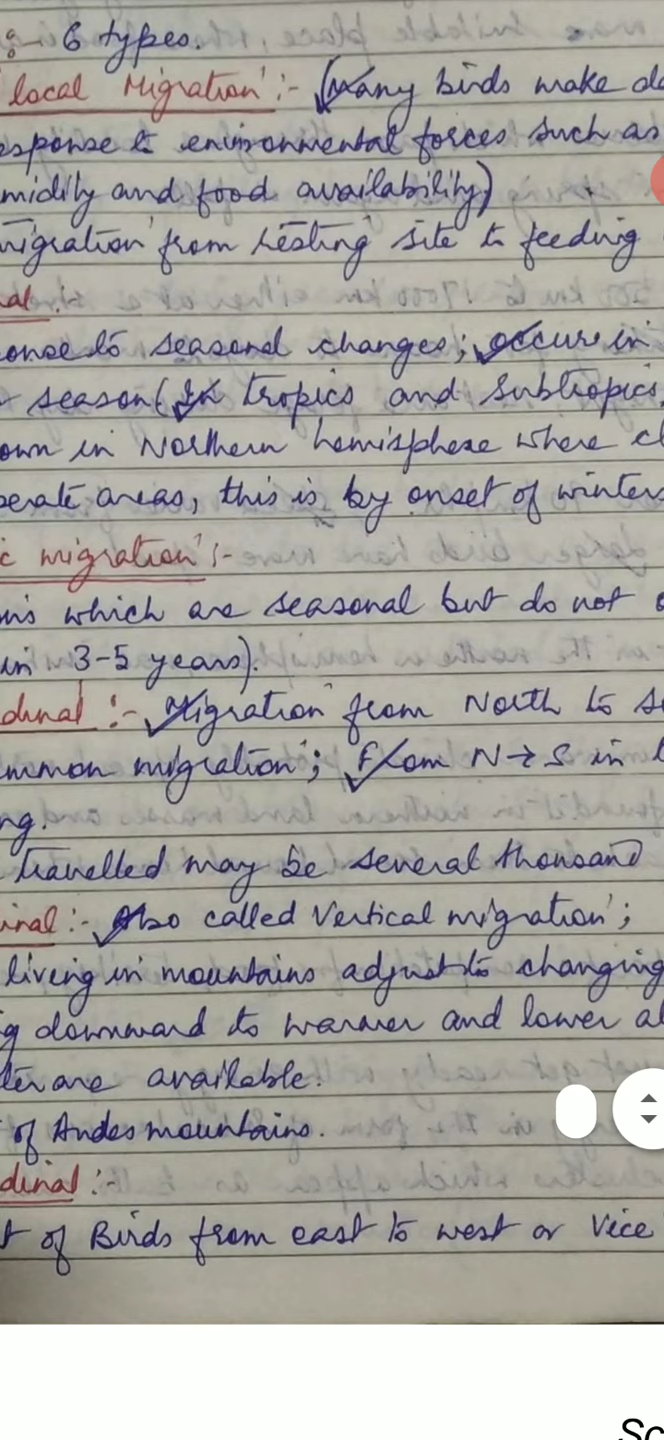 :- 6 types.
local Migration':- (Many birds make da
esponse to environmental forces such as
midity and food availability)
migration from resting site to feeding
nal.
onse to seasonal changes; occure in
season (In tropics and subtropics,
own in Northern hemisphere where cl
perate areas, this is by onset of winters
c migration':-
ns which are seasonal but do not o
in 3-5 years).
dinal :- Migration from North to s
mmon migration; From N→S in
ng.
travelled may be several thousand
inal :- Also called Vertical migration;
living in mountains adjust to changing
g downward to warmer and lower al
ter are available.
of Andes mountains.
dinal :-
t of Birds from east to west or Vice
Sc